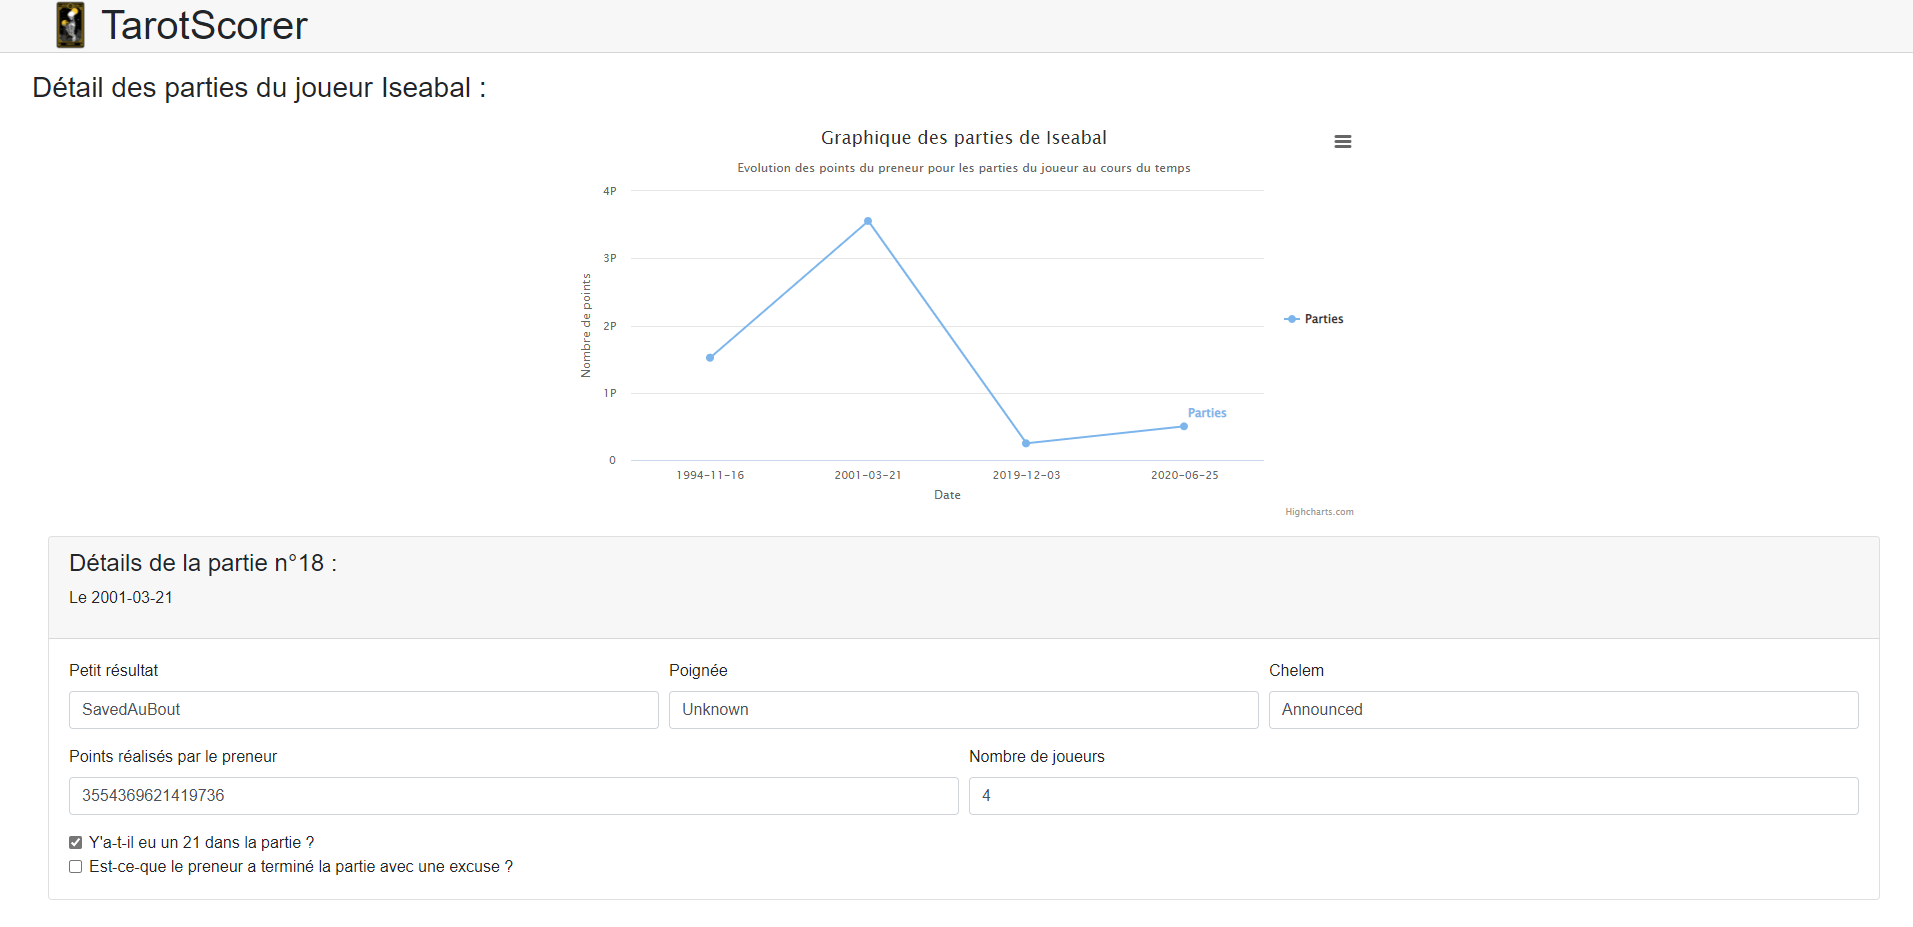 TarotScorer
Détail des parties du joueur Iseabal :
Graphique des parties de Iseabal
Evolution des points du preneur pour les parties du joueur au cours du temps
4P
3P
2P
1P
0
Nombre de points
Parties
Parties
1994-11-16 2001-03-21 2019-12-03 2020-06-25
Date
Highcharts.com
Détails de la partie n°18 :
Le 2001-03-21
Petit résultat Poignée Chelem
SavedAuBout Unknown Announced
Points réalisés par le preneur Nombre de joueurs
3554369621419736 4
Y'a-t-il eu un 21 dans la partie ?
Est-ce-que le preneur a terminé la partie avec une excuse ?